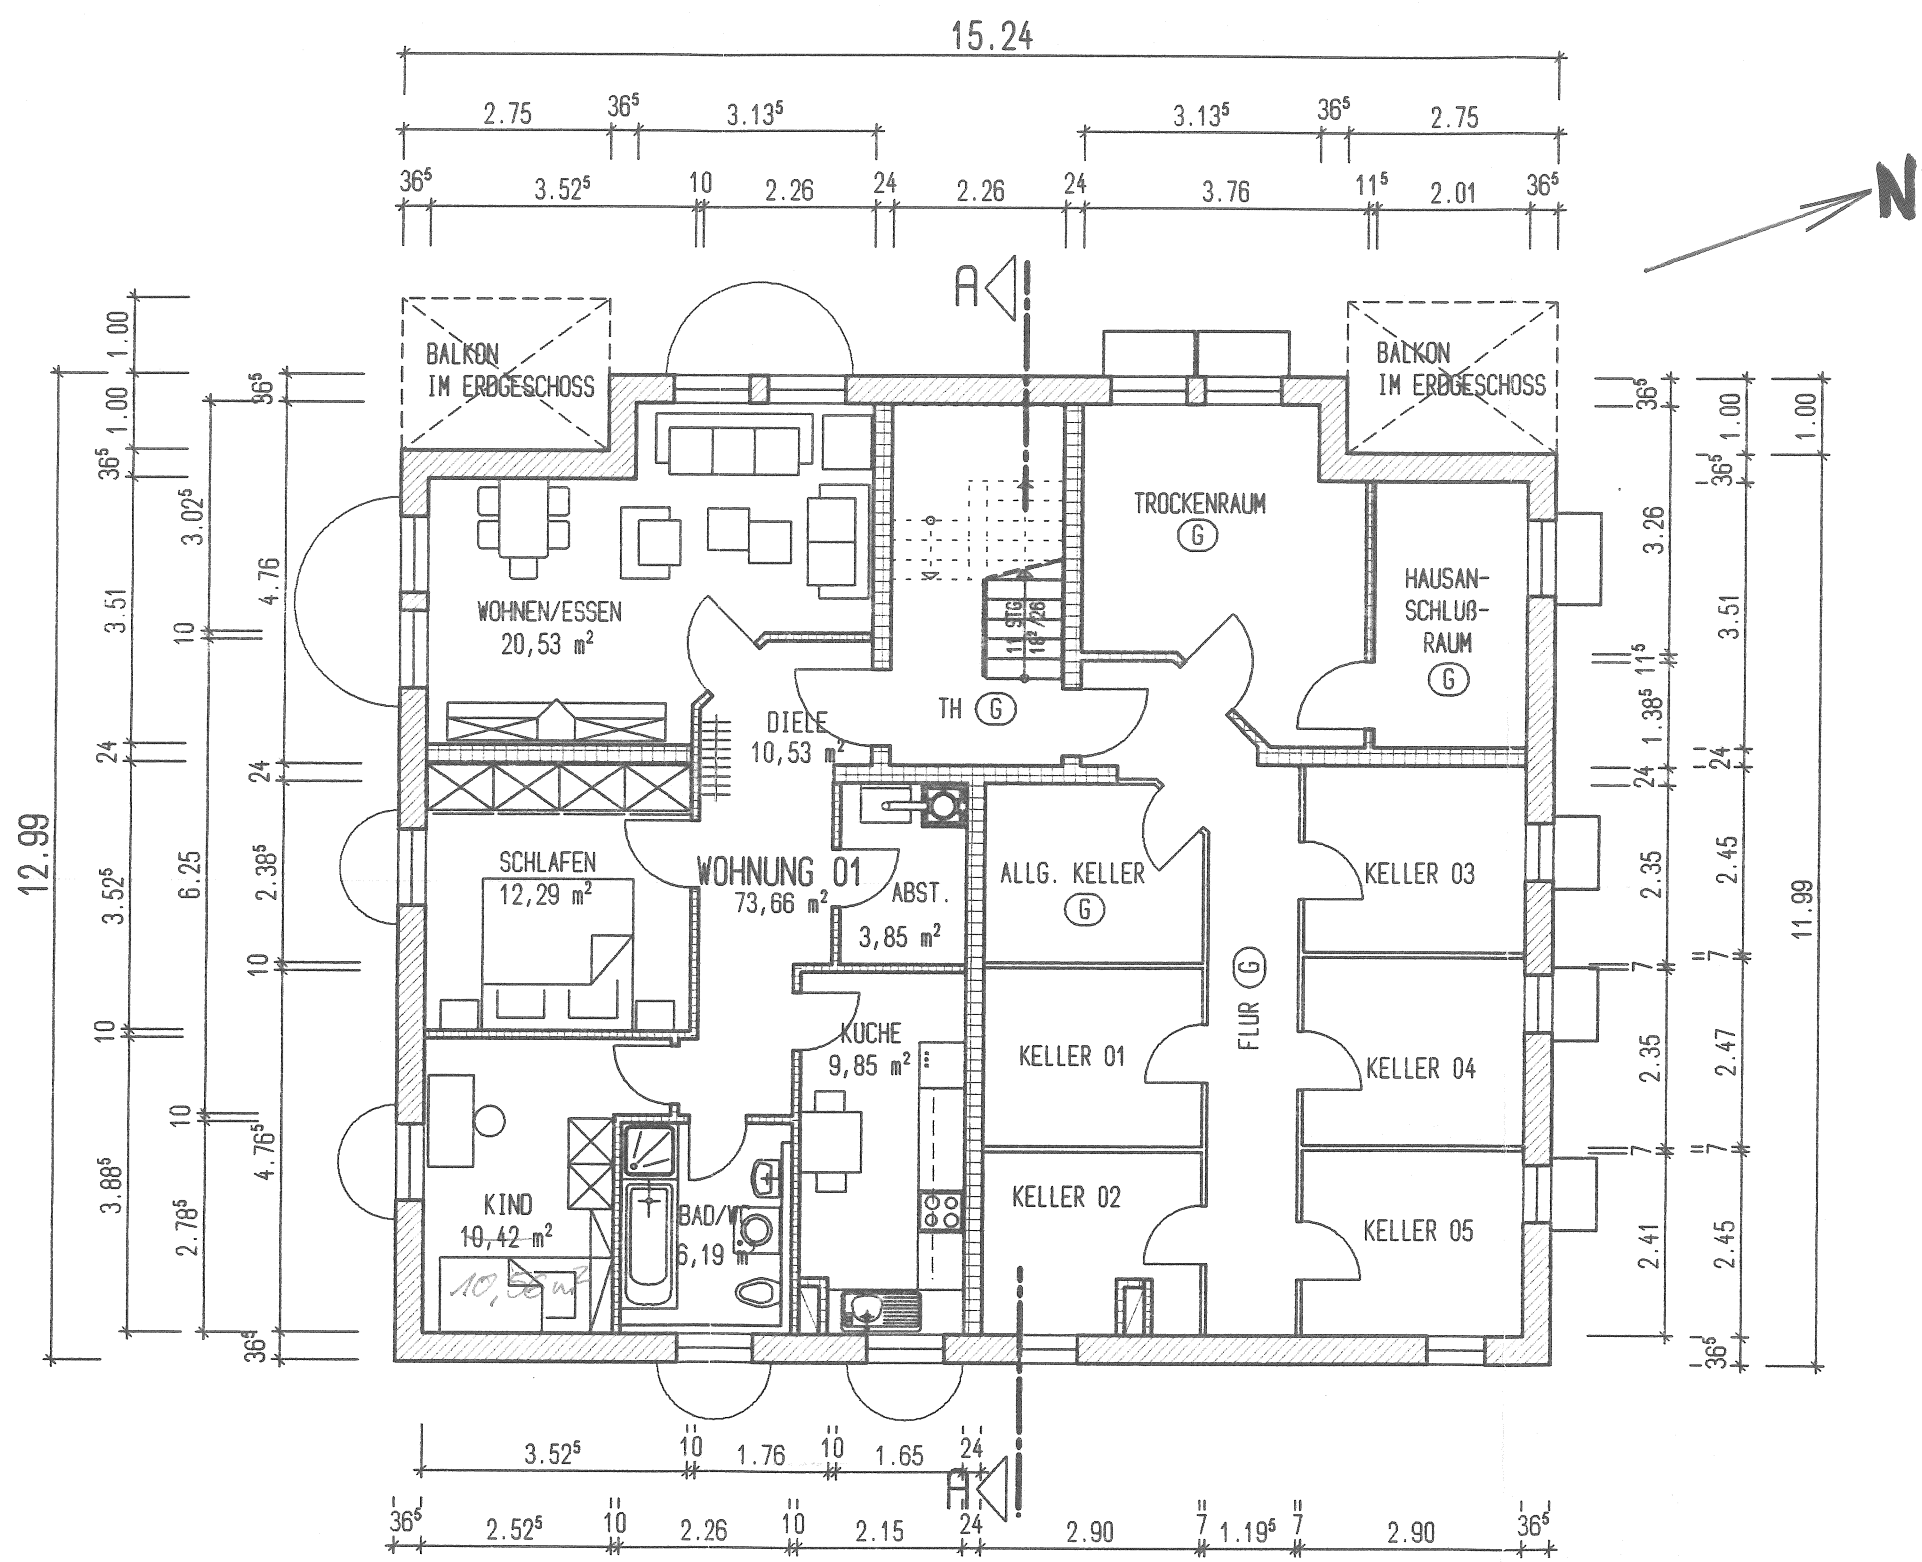 15.24
2.75 36⁵ 3.13⁵ 3.13⁵ 36⁵ 2.75
36⁵ 3.52⁵ 10 2.26 24 2.26 24 3.76 11⁵ 2.01 36⁵
N
A
BALKON
IM ERDGESCHOSS
BALKON
IM ERDGESCHOSS
12.99
1.00
1.00
36⁵
3.51
24
3.52⁵
10
3.88⁵
3.02⁵
10
6.25
10
2.78⁵
36⁵
4.76
24
2.38⁵
10
4.76⁵
36⁵
WOHNEN/ESSEN
20,53 m²
DIELE
10,53 m²
TH G
11 STG
18²/26
TROCKENRAUM
G
HAUSAN-
SCHLUß-
RAUM
G
SCHLAFEN
12,29 m²
WOHNUNG 01
73,66 m²
ABST.
3,85 m²
ALLG. KELLER
G
KELLER 03
FLUR G
KÜCHE
9,85 m²
KELLER 01
KELLER 04
KIND
10,42 m²
10,56 m²
BAD/WC
6,19 m²
KELLER 02
KELLER 05
36⁵
3.26
11⁵
1.38⁵
24
2.35
7
2.35
7
2.41
1.00
36⁵
3.51
24
2.45
7
2.47
7
2.45
36⁵
1.00
11.99
3.52⁵ 10 1.76 10 1.65 24
A
36⁵ 2.52⁵ 10 2.26 10 2.15 24 2.90 7 1.19⁵ 7 2.90 36⁵